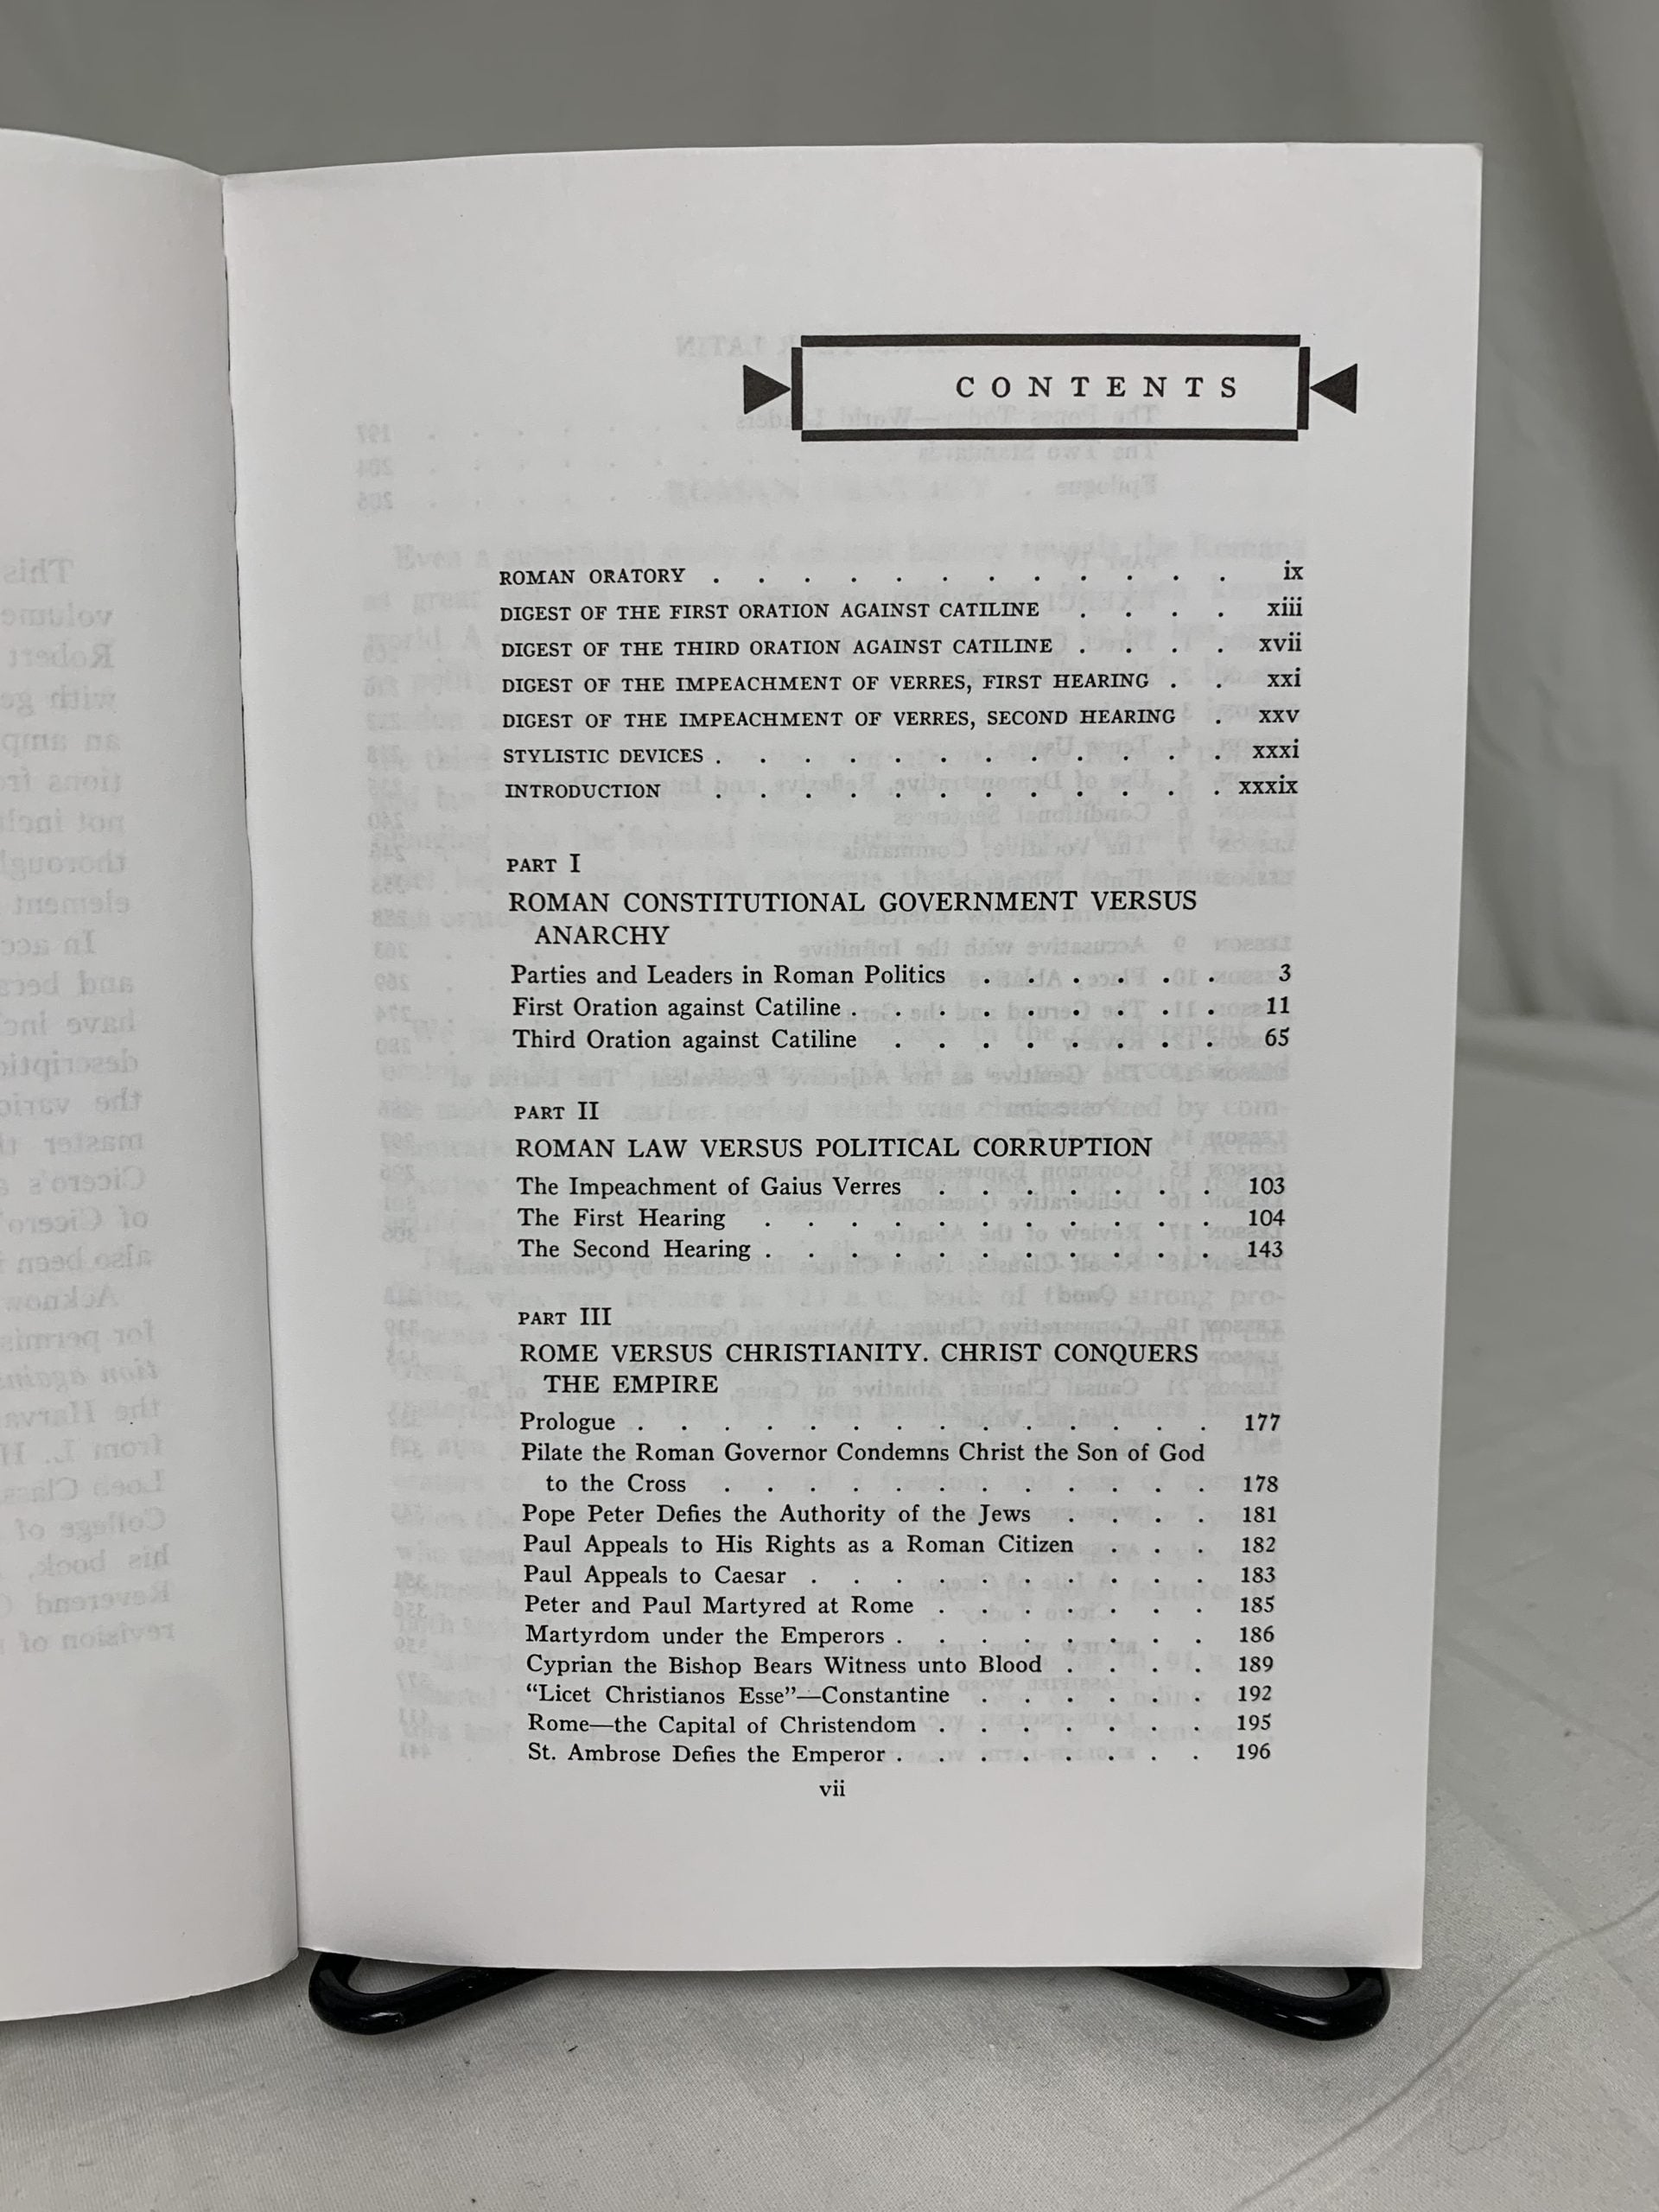 CONTENTS
ROMAN ORATORY . . . . . . . . . . . . ix
DIGEST OF THE FIRST ORATION AGAINST CATILINE . . . . xiii
DIGEST OF THE THIRD ORATION AGAINST CATILINE . . . . xvii
DIGEST OF THE IMPEACHMENT OF VERRES, FIRST HEARING . . xxi
DIGEST OF THE IMPEACHMENT OF VERRES, SECOND HEARING . xxv
STYLISTIC DEVICES . . . . . . . . . . . . xxxi
INTRODUCTION . . . . . . . . . . . . xxxix
PART I
ROMAN CONSTITUTIONAL GOVERNMENT VERSUS
ANARCHY
Parties and Leaders in Roman Politics . . . . . . 3
First Oration against Catiline . . . . . . . . . 11
Third Oration against Catiline . . . . . . . . 65
PART II
ROMAN LAW VERSUS POLITICAL CORRUPTION
The Impeachment of Gaius Verres . . . . . . . 103
The First Hearing . . . . . . . . . . . 104
The Second Hearing . . . . . . . . . . . 143
PART III
ROME VERSUS CHRISTIANITY. CHRIST CONQUERS
THE EMPIRE
Prologue . . . . . . . . . . . . . . 177
Pilate the Roman Governor Condemns Christ the Son of God
to the Cross . . . . . . . . . . . . 178
Pope Peter Defies the Authority of the Jews . . . . 181
Paul Appeals to His Rights as a Roman Citizen . . . 182
Paul Appeals to Caesar . . . . . . . . . . 183
Peter and Paul Martyred at Rome . . . . . . . 185
Martyrdom under the Emperors . . . . . . . . 186
Cyprian the Bishop Bears Witness unto Blood . . . . 189
“Licet Christianos Esse”—Constantine . . . . . . 192
Rome—the Capital of Christendom . . . . . . . 195
St. Ambrose Defies the Emperor . . . . . . . . 196
vii